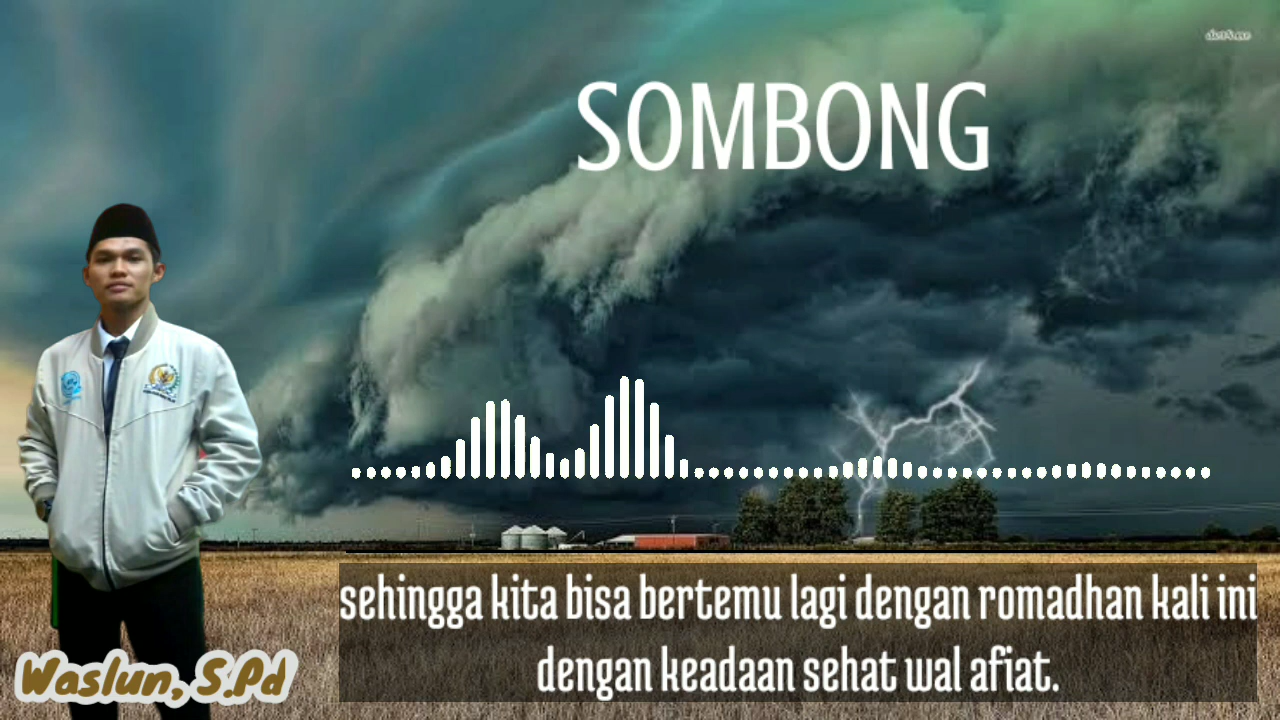 SOMBONG
sehingga kita bisa bertemu lagi dengan romadhan kali ini
dengan keadaan sehat wal afiat.
Waslun, S.Pd